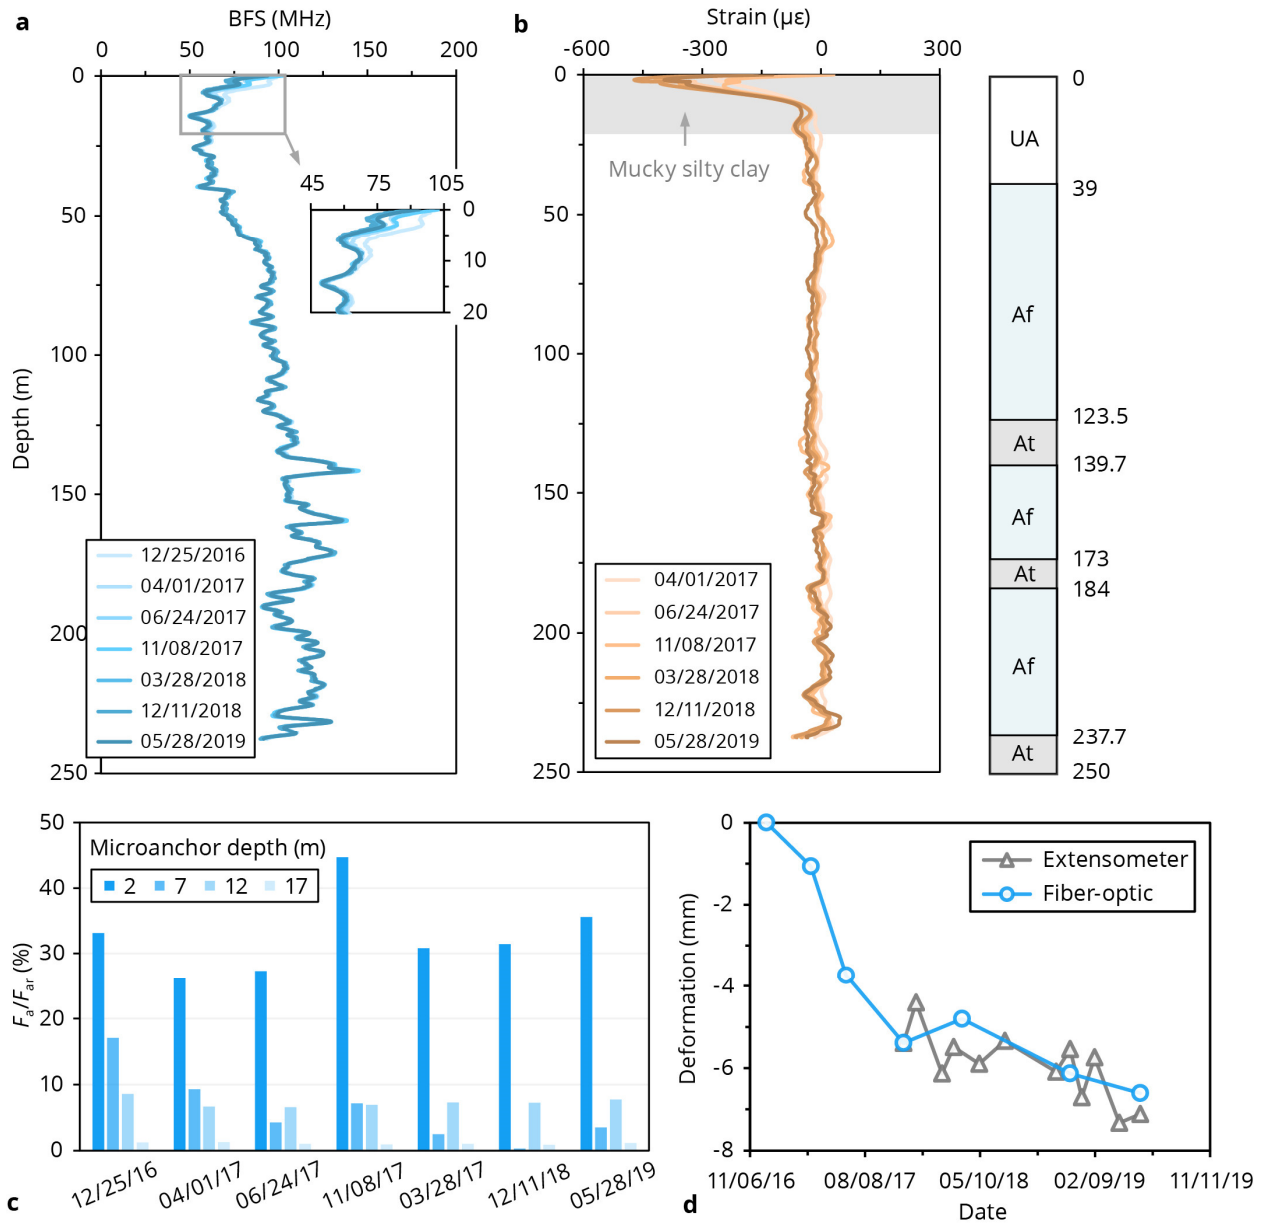 a
BFS (MHz)
0 50 100 150 200
0
50
100
150
200
250
Depth (m)
45 75 105
0
10
20
12/25/2016
04/01/2017
06/24/2017
11/08/2017
03/28/2018
12/11/2018
05/28/2019
b
Strain (με)
-600 -300 0 300
0
50
100
150
200
250
Mucky silty clay
04/01/2017
06/24/2017
11/08/2017
03/28/2018
12/11/2018
05/28/2019
0
UA
39
Af
123.5
At
139.7
Af
173
At
184
Af
237.7
At
250
c
50
40
30
20
10
0
Fa/Far (%)
Microanchor depth (m)
2 7 12 17
12/25/16 04/01/17 06/24/17 11/08/17 03/28/17 12/11/18 05/28/19
d
0
-2
-4
-6
-8
Deformation (mm)
Extensometer
Fiber-optic
11/06/16 08/08/17 05/10/18 02/09/19 11/11/19
Date